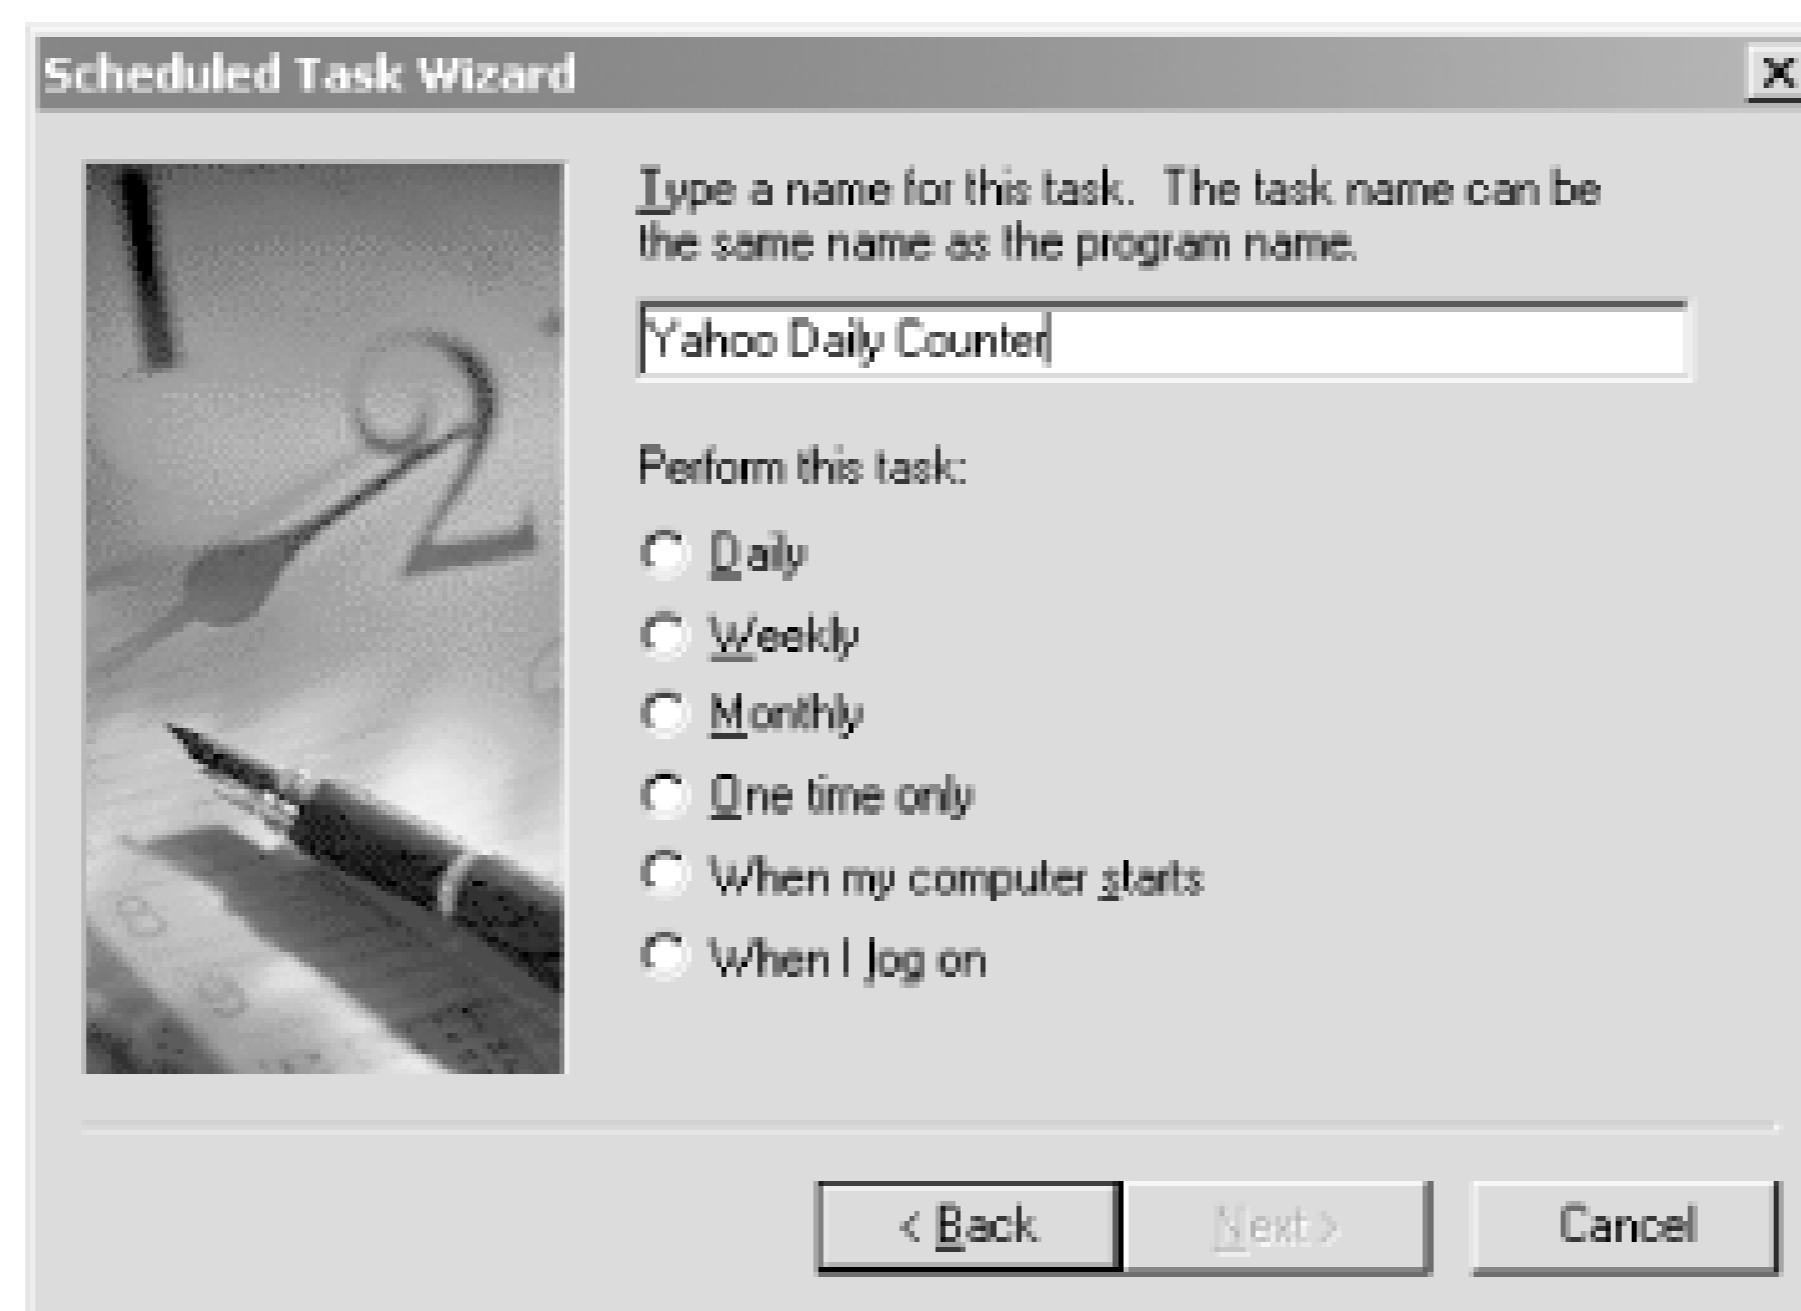 Scheduled Task Wizard
Type a name for this task. The task name can be
the same name as the program name.
Yahoo Daily Counter
Perform this task:
Daily
Weekly
Monthly
One time only
When my computer starts
When I log on
< Back Next > Cancel